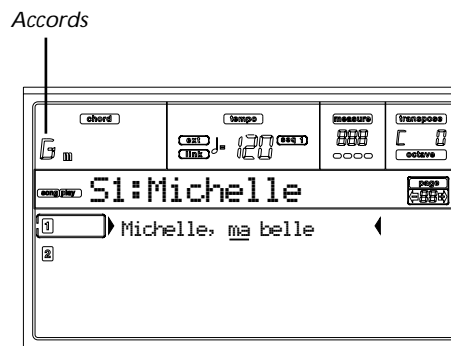 Accords
chord tempo measure transpose
G m ext link ♩= 120 seq 1 888 C 0
octave
song play S1:Michelle page 88
1 Michelle, ma belle
2